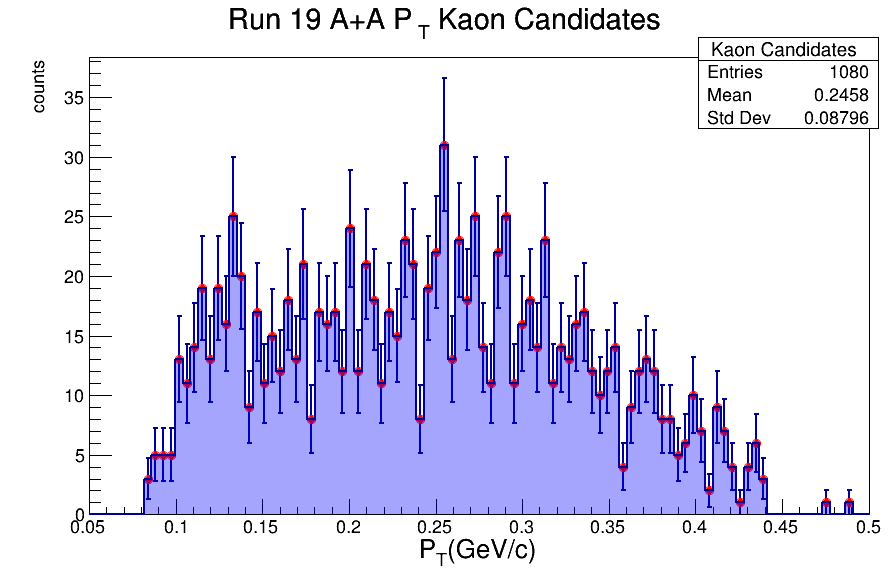 Run 19 A+A P_T Kaon Candidates
counts
Kaon Candidates
Entries 1080
Mean 0.2458
Std Dev 0.08796
35
30
25
20
15
10
5
0
0.05 0.1 0.15 0.2 0.25 0.3 0.35 0.4 0.45 0.5
P_T(GeV/c)